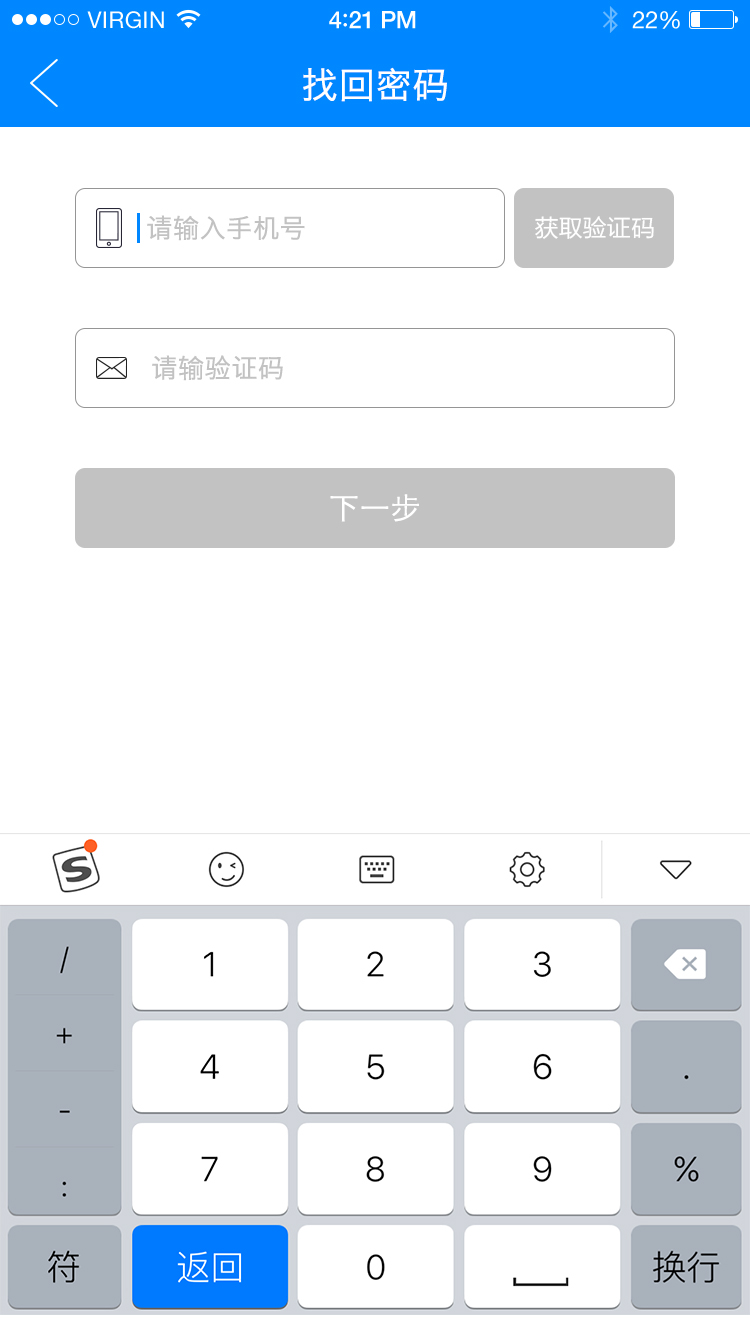 VIRGIN 4:21 PM 22%
找回密码
请输入手机号 获取验证码
请输验证码
下一步
S
/ 1 2 3
+ 4 5 6 .
- 7 8 9 %
:
符 返回 0 换行